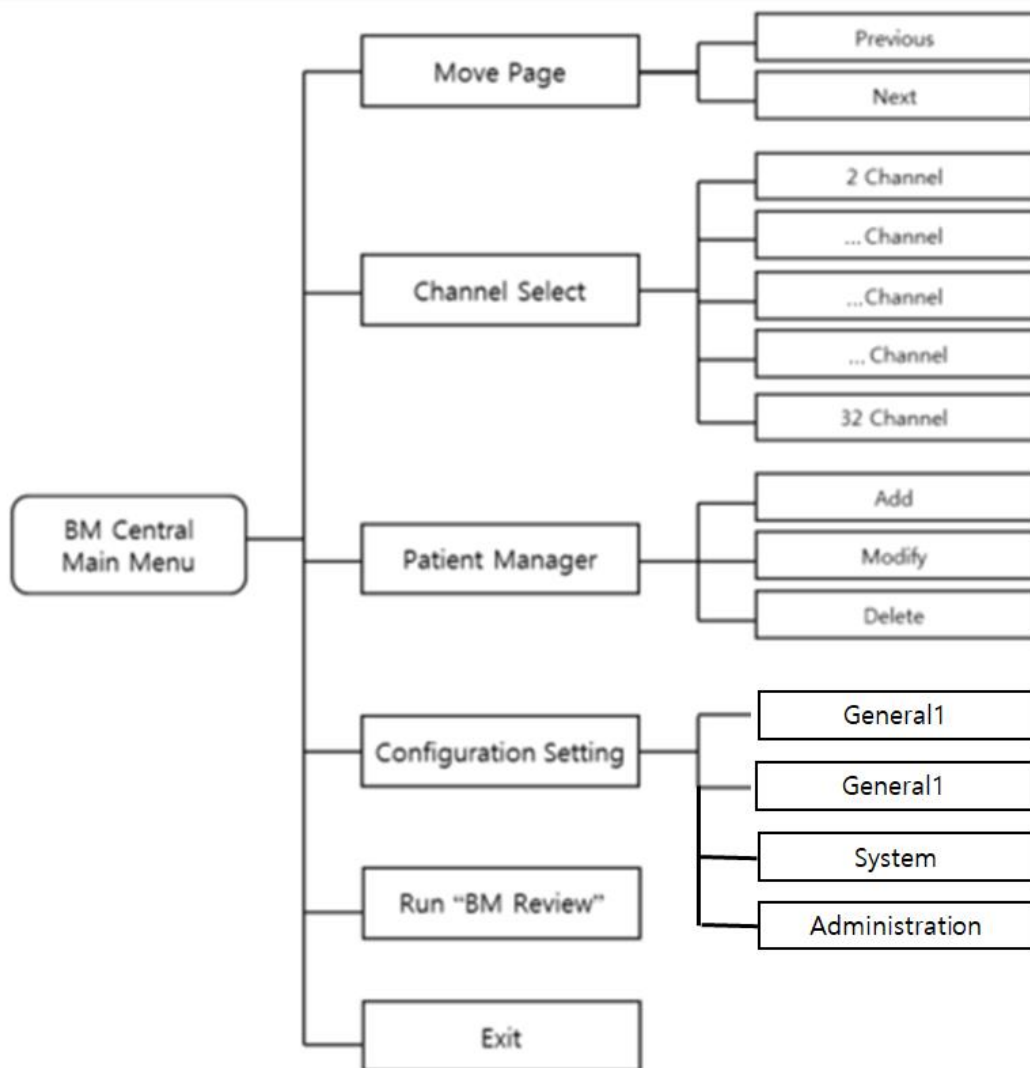 Move Page
Previous
Next
Channel Select
2 Channel
... Channel
...Channel
... Channel
32 Channel
BM Central
Main Menu
Patient Manager
Add
Modify
Delete
Configuration Setting
General1
General1
System
Administration
Run “BM Review”
Exit